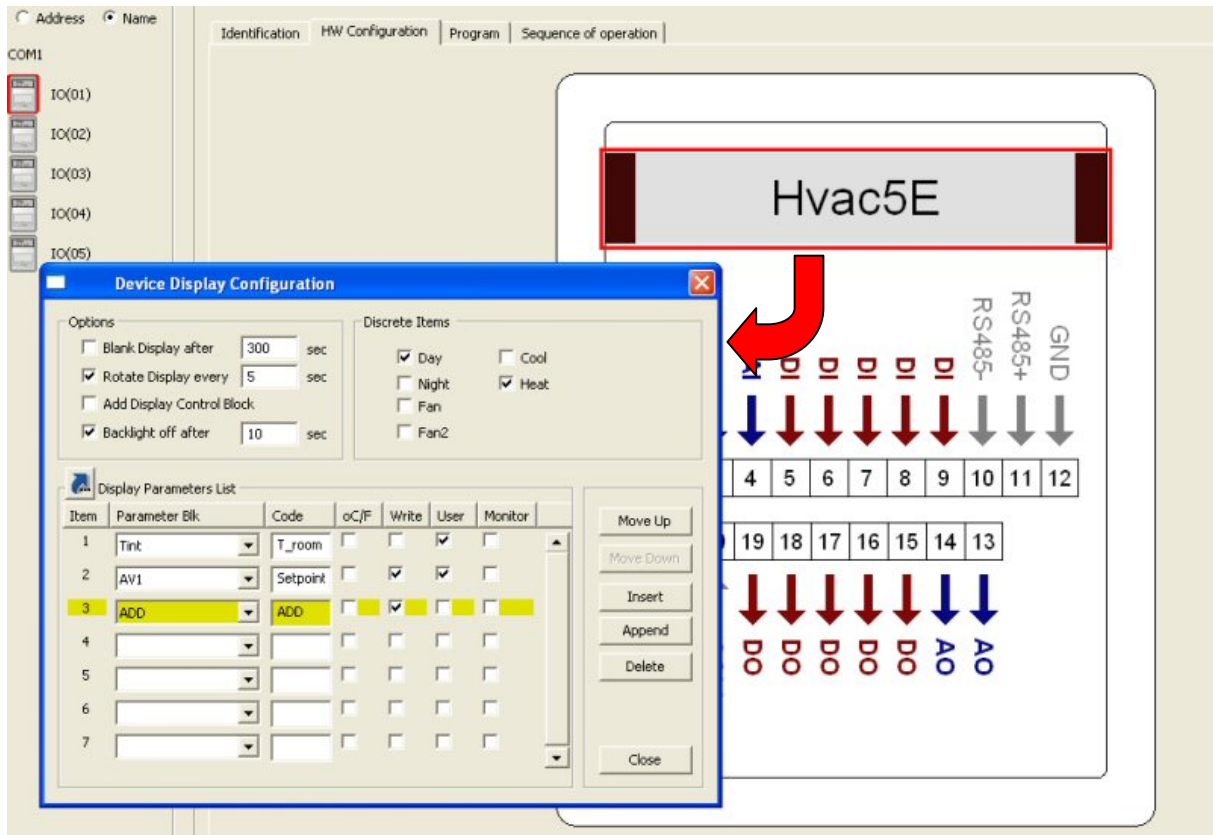 Address Name
COM1
IO(01)
IO(02)
IO(03)
IO(04)
IO(05)
Identification HW Configuration Program Sequence of operation
Hvac5E
RS485- RS485+ GND
AI DI DI DI DI DI
4 5 6 7 8 9 10 11 12
19 18 17 16 15 14 13
DO DO DO DO DO AO AO
Device Display Configuration
Options
Blank Display after 300 sec
Rotate Display every 5 sec
Add Display Control Block
Backlight off after 10 sec
Discrete Items
Day Cool
Night Heat
Fan
Fan2
Display Parameters List
Item Parameter Blk Code oC/F Write User Monitor
1 Tint T_room
2 AV1 Setpoint
3 ADD ADD
4
5
6
7
Move Up
Move Down
Insert
Append
Delete
Close